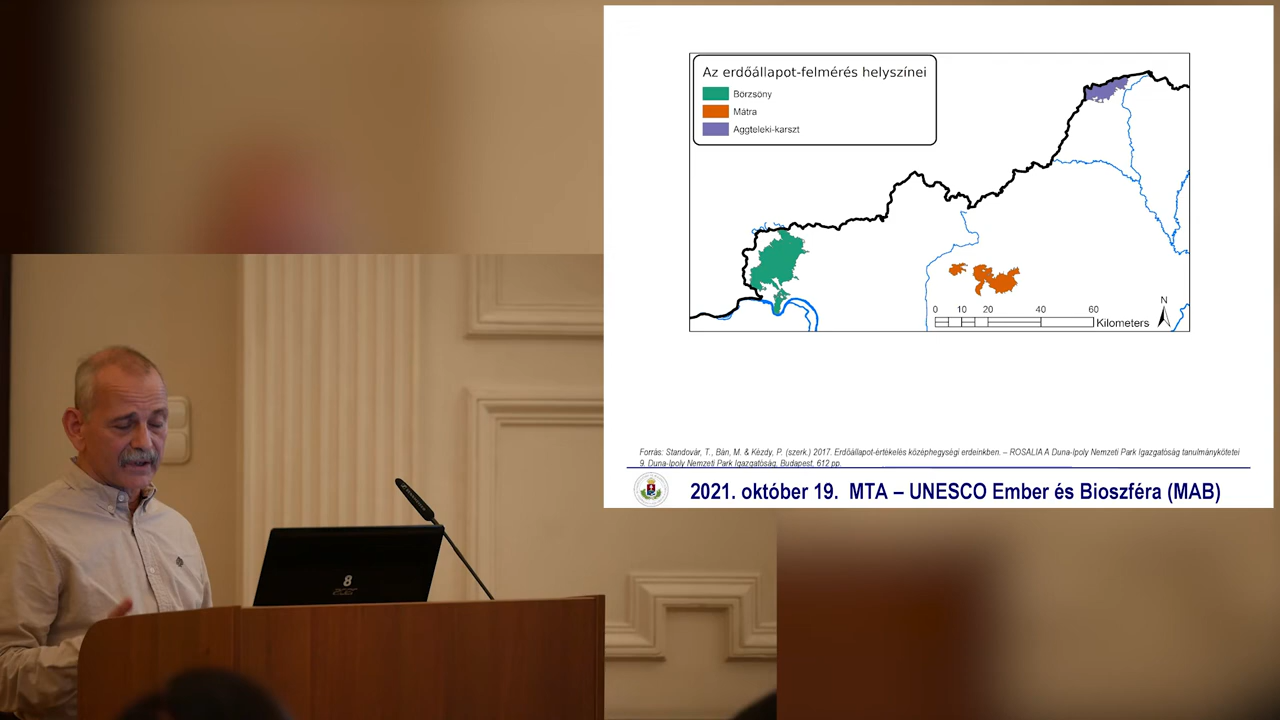 Az erdőállapot-felmérés helyszínei
Börzsöny
Mátra
Aggteleki-karszt
N
0 10 20 40 60
Kilometers
Forrás: Standovár, T., Bán, M. & Kézdy, P. (szerk.) 2017. Erdőállapot-értékelés középhegységi erdeinkben. – ROSALIA A Duna-Ipoly Nemzeti Park Igazgatóság tanulmánykötetei
9. Duna-Ipoly Nemzeti Park Igazgatóság, Budapest, 612 pp.
2021. október 19. MTA – UNESCO Ember és Bioszféra (MAB)
8